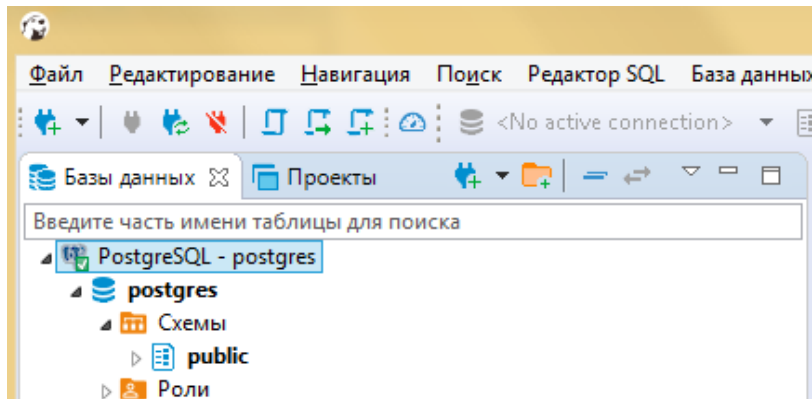 Файл Редактирование Навигация Поиск Редактор SQL База данных
<No active connection>
Базы данных Проекты
Введите часть имени таблицы для поиска
PostgreSQL - postgres
postgres
Схемы
public
Роли